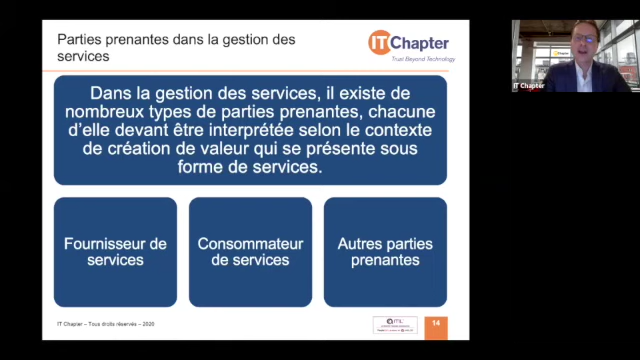 Parties prenantes dans la gestion des
services
IT Chapter
Trust Beyond Technology
Dans la gestion des services, il existe de
nombreux types de parties prenantes, chacune
d'elle devant être interprétée selon le contexte
de création de valeur qui se présente sous
forme de services.
Fournisseur de
services
Consommateur
de services
Autres parties
prenantes
IT Chapter – Tous droits réservés – 2020
14
IT Chapter